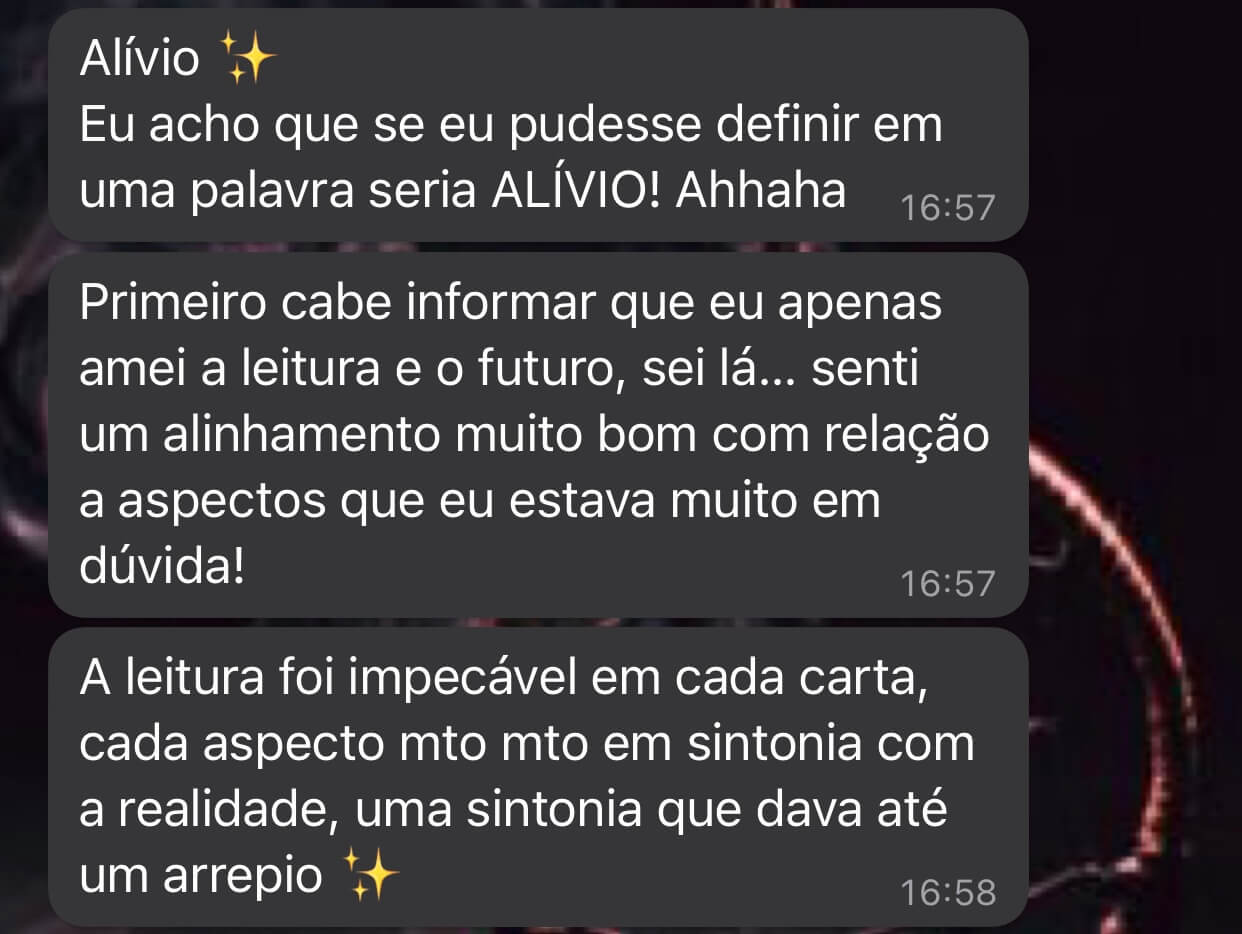 Alívio ✨
Eu acho que se eu pudesse definir em
uma palavra seria ALÍVIO! Ahhaha
16:57
Primeiro cabe informar que eu apenas
amei a leitura e o futuro, sei lá... senti
um alinhamento muito bom com relação
a aspectos que eu estava muito em
dúvida!
16:57
A leitura foi impecável em cada carta,
cada aspecto mto mto em sintonia com
a realidade, uma sintonia que dava até
um arrepio ✨
16:58